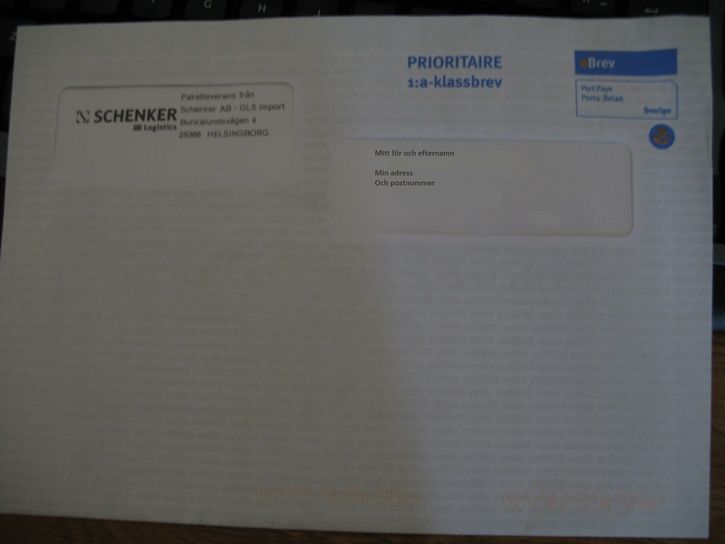 G H
PRIORITAIRE
1:a-klassbrev
eBrev
Port Payé
Porto Betalt
Sverige
Paketleverans från
SCHENKER
Logistics
Schenker AB - GLS import
Bunkalundsvägen 4
25368 HELSINGBORG
Mitt för och efternamn
Min adress
Och postnummer